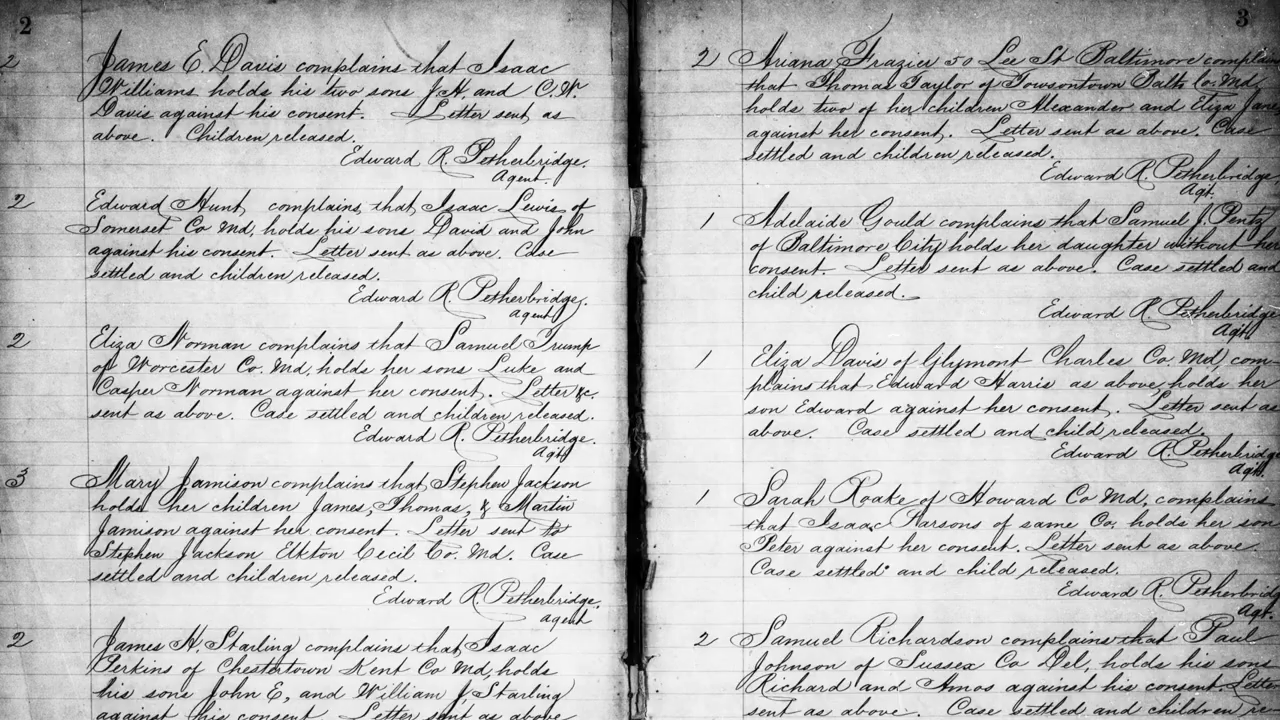 2
2 James E. Davis complains that Isaac
Williams holds his two sons J.H. and C.W.
Davis against his consent. Letter sent as
above. Children released.
Edward R. Petherbridge.
Agent.
2 Edward Hunt complains that Isaac Lewis of
Somerset Co Md, holds his sons David and John
against his consent. Letter sent as above. Case
settled and children released.
Edward R. Petherbridge.
Agent
2 Eliza Norman complains that Samuel Trump
of Worcester Co. Md, holds her sons Luke and
Casper Norman against her consent. Letter &c.
sent as above. Case settled and children released.
Edward R. Petherbridge.
Agt.
3 Mary Jamison complains that Stephen Jackson
holds her children James, Thomas, & Martin
Jamison against her consent. Letter sent to
Stephen Jackson Elkton Cecil Co. Md. Case
settled and children released.
Edward R. Petherbridge.
Agent
2 James H. Starling complains that Isaac
Perkins of Chestertown Kent Co Md, holds
his sons John E, and William J Starling
against his consent Letter sent as above
3
2 Ariana Frazier 50 Lee St Baltimore complains
that Thomas Taylor of Towsontown Balto Co. Md,
holds two of her children Alexander and Eliza Jane
against her consent. Letter sent as above. Case
settled and children released.
Edward R. Petherbridge
Agt.
1 Adelaide Gould complains that Samuel J. Penty
of Baltimore City holds her daughter without her
consent. Letter sent as above. Case settled and
child released.
Edward R. Petherbridge
Agt.
1 Eliza Davis of Glymont Charles Co. Md, com-
plains that Edward Harris as above, holds her
son Edward against her consent. Letter sent as
above. Case settled and child released.
Edward R. Petherbridge
Agt.
1 Sarah Roake of Howard Co Md, complains
that Isaac Parsons of same Co, holds her son
Peter against her consent. Letter sent as above.
Case settled and child released.
Edward R. Petherbridg
Agt.
2 Samuel Richardson complains that Paul
Johnson of Sussex Co Del, holds his sons
Richard and Amos against his consent Letter
sent as above. Case settled and children re-